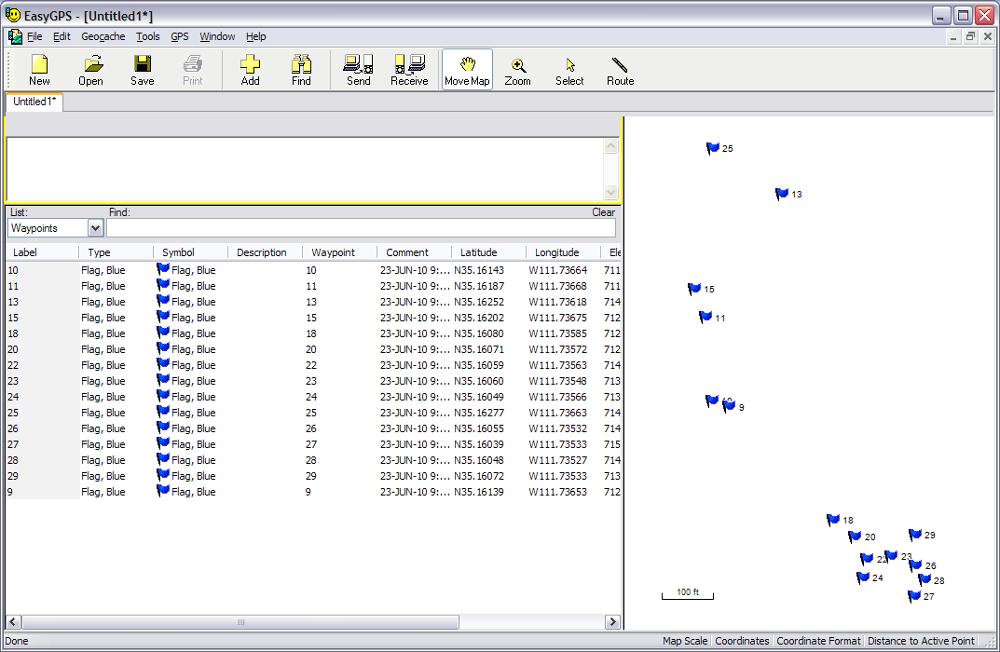 EasyGPS - [Untitled1*]
File Edit Geocache Tools GPS Window Help
New Open Save Print Add Find Send Receive Move Map Zoom Select Route
Untitled1*
List: Find: Clear
Waypoints
Label Type Symbol Description Waypoint Comment Latitude Longitude Ele
10 Flag, Blue Flag, Blue 10 23-JUN-10 9:... N35.16143 W111.73664 711
11 Flag, Blue Flag, Blue 11 23-JUN-10 9:... N35.16187 W111.73668 711
13 Flag, Blue Flag, Blue 13 23-JUN-10 9:... N35.16252 W111.73618 714
15 Flag, Blue Flag, Blue 15 23-JUN-10 9:... N35.16202 W111.73675 712
18 Flag, Blue Flag, Blue 18 23-JUN-10 9:... N35.16080 W111.73585 712
20 Flag, Blue Flag, Blue 20 23-JUN-10 9:... N35.16071 W111.73572 712
22 Flag, Blue Flag, Blue 22 23-JUN-10 9:... N35.16059 W111.73563 714
23 Flag, Blue Flag, Blue 23 23-JUN-10 9:... N35.16060 W111.73548 713
24 Flag, Blue Flag, Blue 24 23-JUN-10 9:... N35.16049 W111.73566 713
25 Flag, Blue Flag, Blue 25 23-JUN-10 9:... N35.16277 W111.73663 714
26 Flag, Blue Flag, Blue 26 23-JUN-10 9:... N35.16055 W111.73532 714
27 Flag, Blue Flag, Blue 27 23-JUN-10 9:... N35.16039 W111.73533 715
28 Flag, Blue Flag, Blue 28 23-JUN-10 9:... N35.16048 W111.73527 714
29 Flag, Blue Flag, Blue 29 23-JUN-10 9:... N35.16072 W111.73533 713
9 Flag, Blue Flag, Blue 9 23-JUN-10 9:... N35.16139 W111.73653 712
25
13
15
11
9
18
20 29
22 23
26
24 28
27
100 ft
Done Map Scale Coordinates Coordinate Format Distance to Active Point